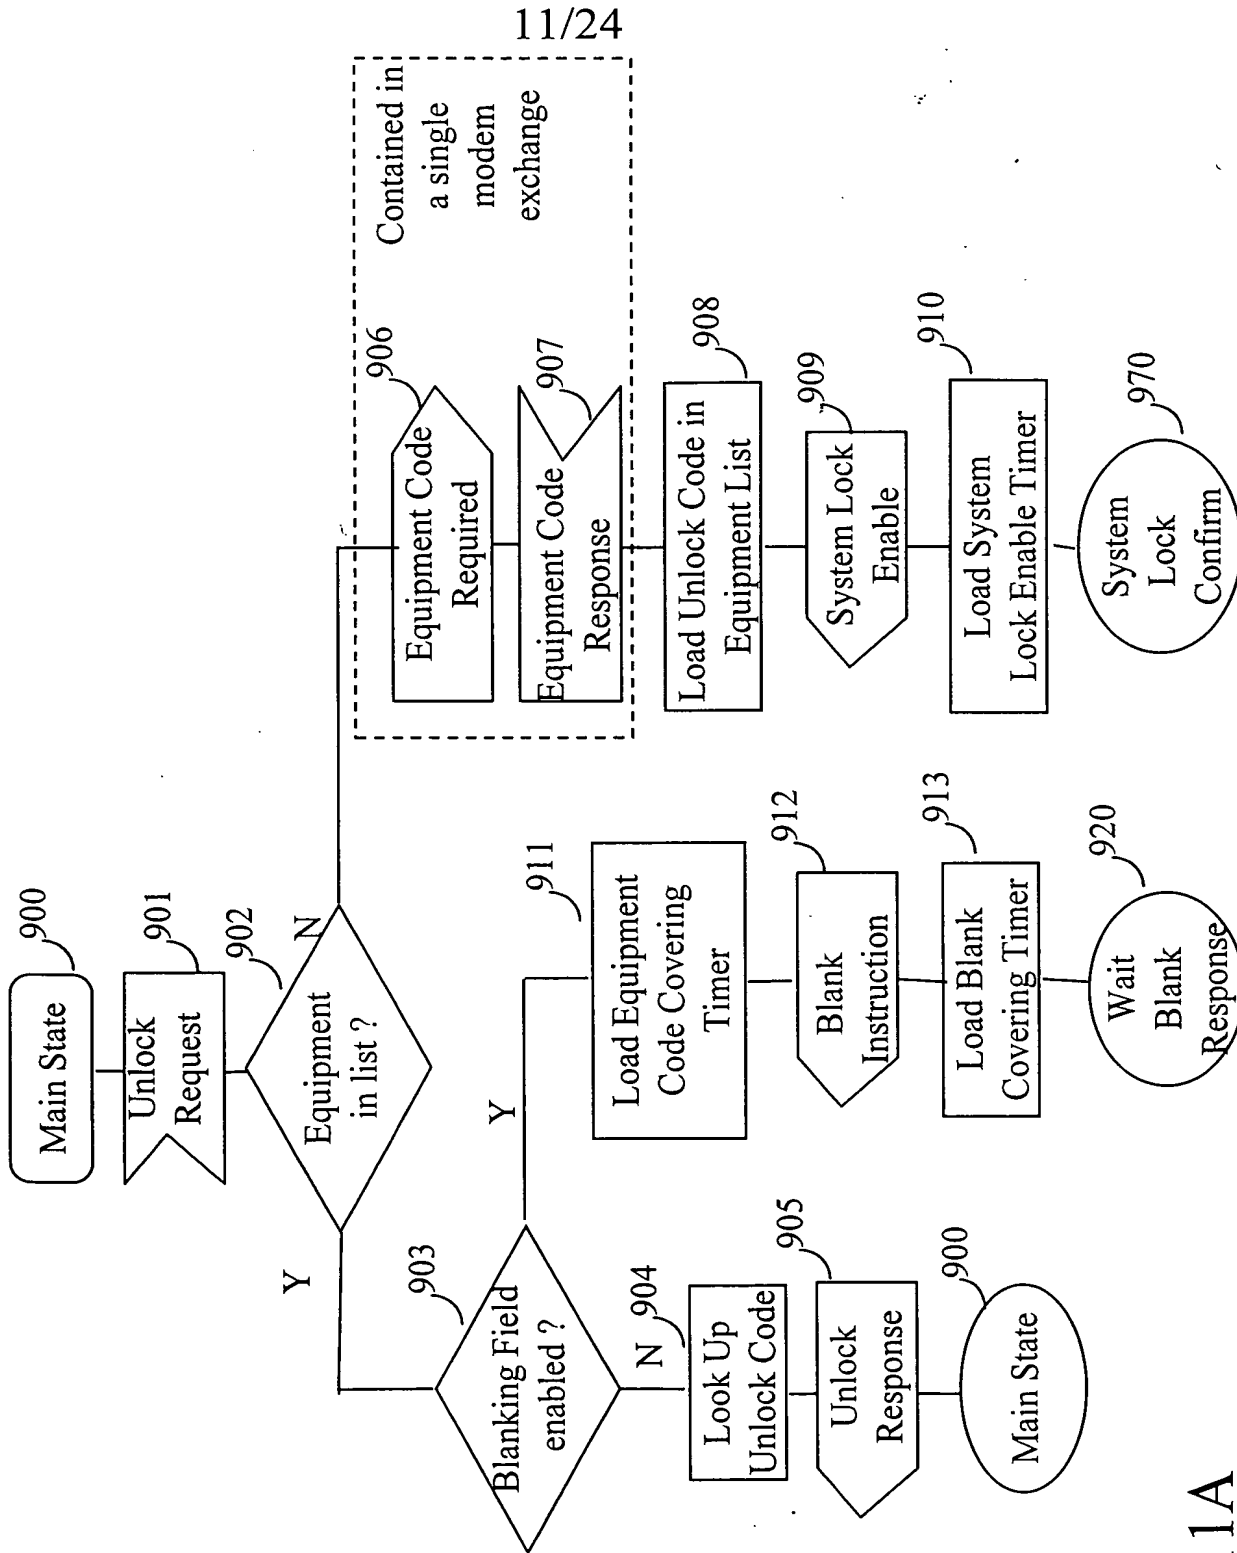 11/24
Main State
900
Unlock
Request
901
Equipment
in list ?
902
Y
N
Blanking Field
enabled ?
903
N
Y
Look Up
Unlock Code
904
Unlock
Response
905
Main State
900
Load Equipment
Code Covering
Timer
911
Blank
Instruction
912
Load Blank
Covering Timer
913
Wait
Blank
Response
920
Contained in
a single
modem
exchange
Equipment Code
Required
906
Equipment Code
Response
907
Load Unlock Code in
Equipment List
908
System Lock
Enable
909
Load System
Lock Enable Timer
910
System
Lock
Confirm
970
1A